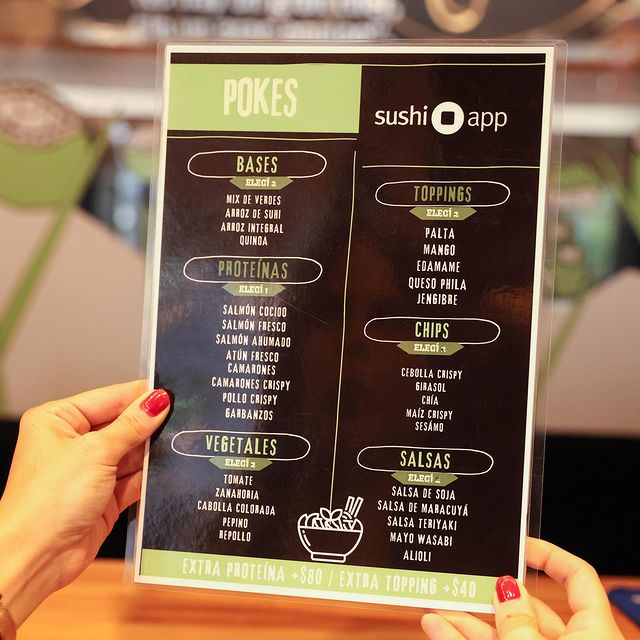 POKES
sushi app
BASES
ELEGÍ 2
MIX DE VERDES
ARROZ DE SUHI
ARROZ INTEGRAL
QUINOA
PROTEÍNAS
ELEGÍ 1
SALMÓN COCIDO
SALMÓN FRESCO
SALMÓN AHUMADO
ATÚN FRESCO
CAMARONES
CAMARONES CRISPY
POLLO CRISPY
GARBANZOS
VEGETALES
ELEGÍ 2
TOMATE
ZANAHORIA
CABOLLA COLORADA
PEPINO
REPOLLO
TOPPINGS
ELEGÍ 2
PALTA
MANGO
EDAMAME
QUESO PHILA
JENGIBRE
CHIPS
ELEGÍ 3
CEBOLLA CRISPY
GIRASOL
CHÍA
MAÍZ CRISPY
SESÁMO
SALSAS
ELEGÍ
SALSA DE SOJA
SALSA DE MARACUYÁ
SALSA TERIYAKI
MAYO WASABI
ALIOLI
EXTRA PROTEÍNA +$80 / EXTRA TOPPING +$40